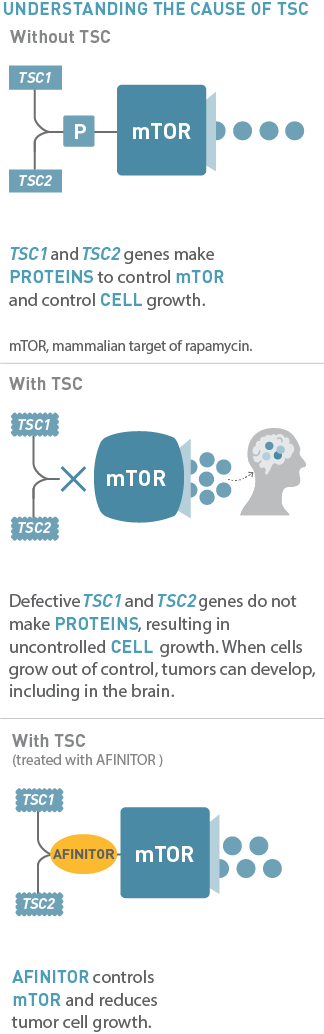 UNDERSTANDING THE CAUSE OF TSC
Without TSC
TSC1
P
mTOR
TSC2
TSC1 and TSC2 genes make
PROTEINS to control mTOR
and control CELL growth.
mTOR, mammalian target of rapamycin.
With TSC
TSC1
mTOR
TSC2
Defective TSC1 and TSC2 genes do not
make PROTEINS, resulting in
uncontrolled CELL growth. When cells
grow out of control, tumors can develop,
including in the brain.
With TSC
(treated with AFINITOR )
TSC1
AFINITOR
mTOR
TSC2
AFINITOR controls
mTOR and reduces
tumor cell growth.